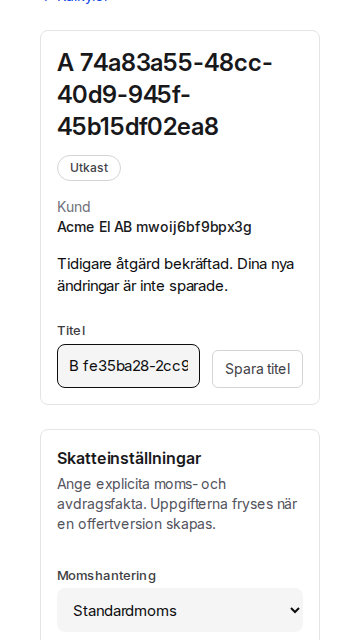 A 74a83a55-48cc-
40d9-945f-
45b15df02ea8
Utkast
Kund
Acme El AB mwoij6bf9bpx3g
Tidigare åtgärd bekräftad. Dina nya
ändringar är inte sparade.
Titel
B fe35ba28-2cc9
Spara titel
Skatteinställningar
Ange explicita moms- och
avdragsfakta. Uppgifterna fryses när
en offertversion skapas.
Momshantering
Standardmoms